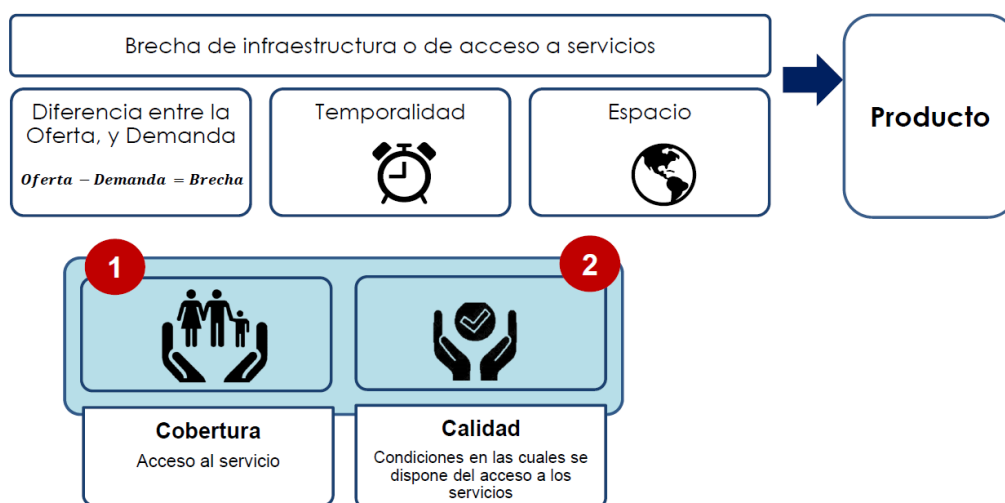 Brecha de infraestructura o de acceso a servicios
Diferencia entre la
Oferta, y Demanda
Oferta − Demanda = Brecha
Temporalidad
Espacio
Producto
1
2
Cobertura
Acceso al servicio
Calidad
Condiciones en las cuales se
dispone del acceso a los
servicios